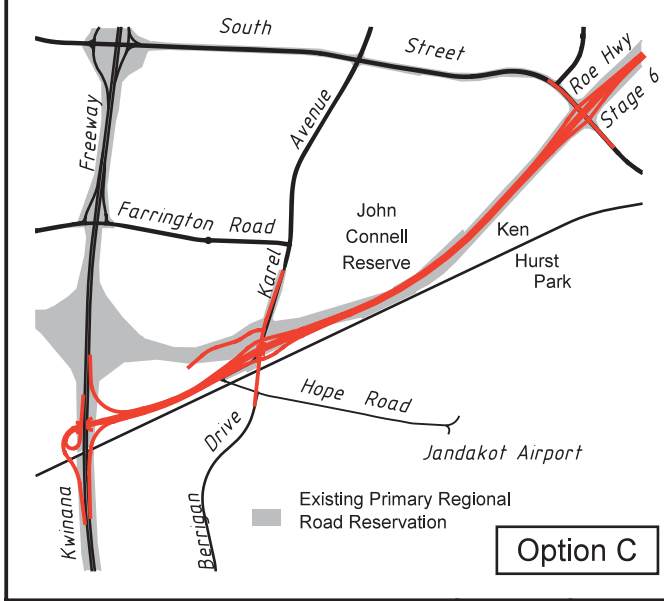 South
Street
Roe Hwy
Stage 6
Avenue
Freeway
Farrington Road
John
Connell
Reserve
Ken
Hurst
Park
Karel
Hope Road
Drive
Jandakot Airport
Kwinana
Berrigan
Existing Primary Regional
Road Reservation
Option C